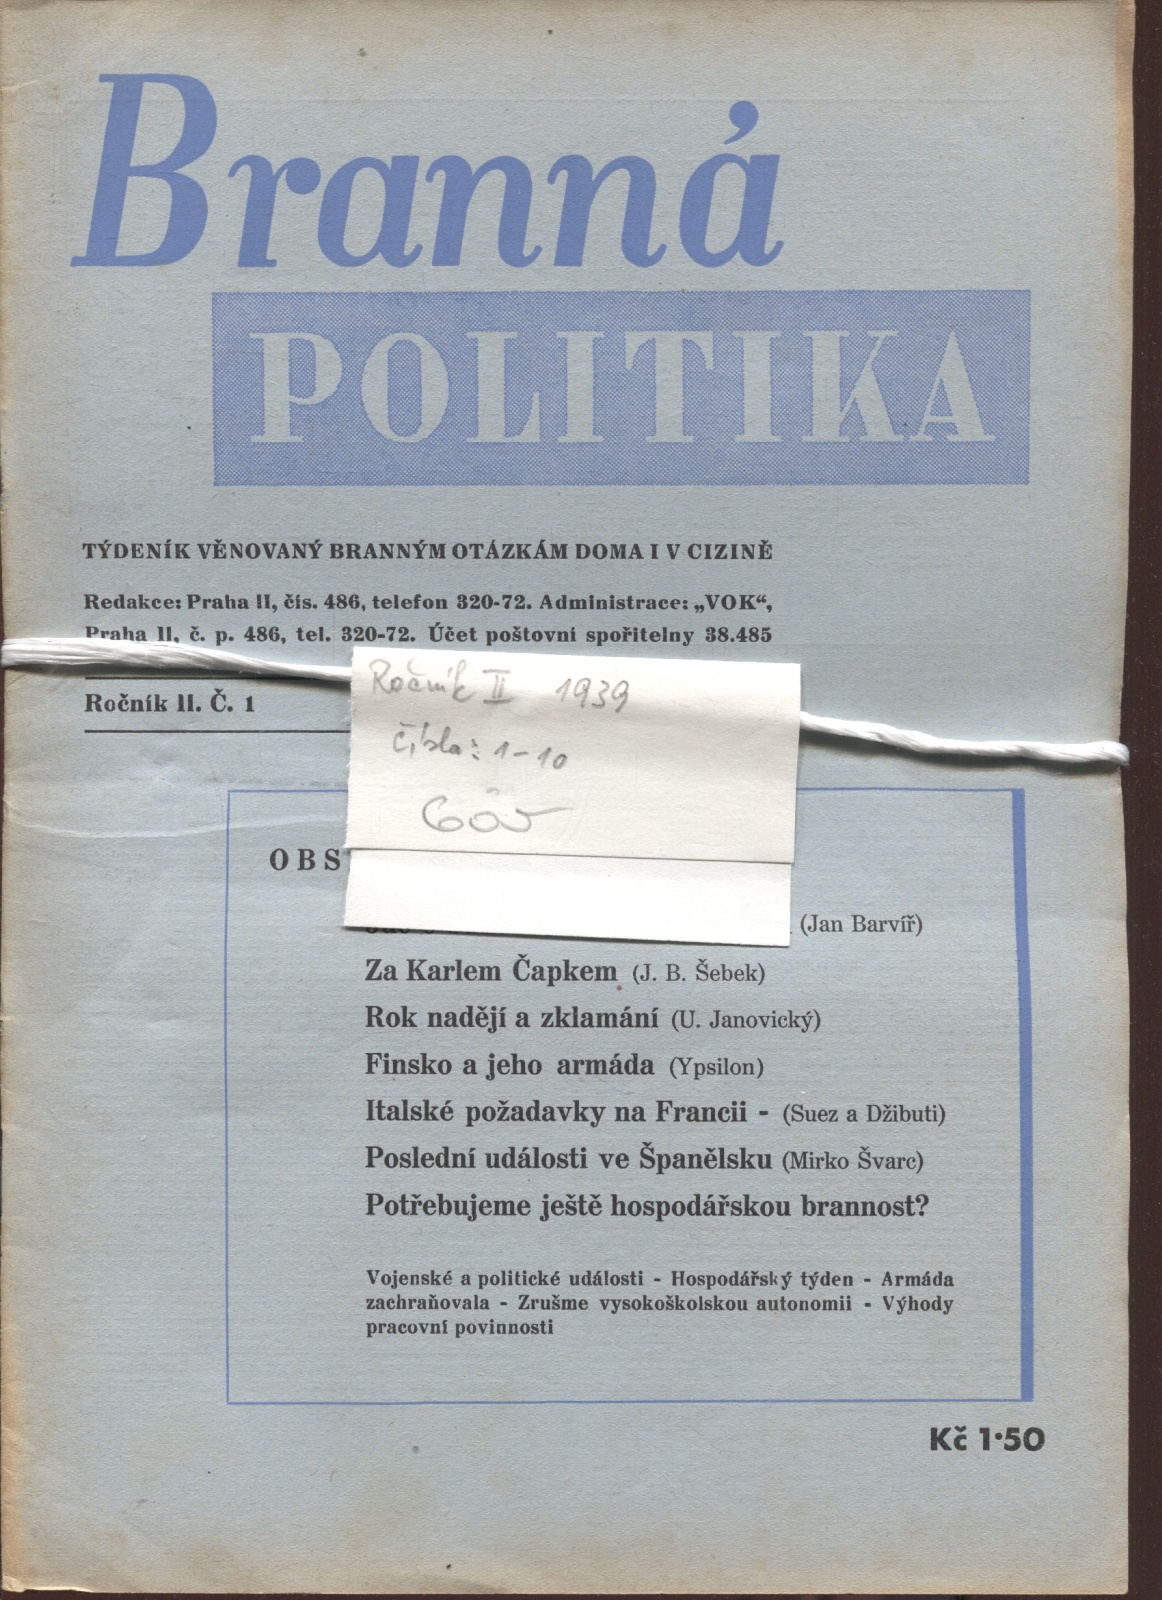 Branná
POLITIKA
TÝDENÍK VĚNOVANÝ BRANNÝM OTÁZKÁM DOMA I V CIZINĚ
Redakce: Praha II, čís. 486, telefon 320-72. Administrace: „VOK“,
Praha II, č. p. 486, tel. 320-72. Účet poštovní spořitelny 38.485
Ročník II. Č. 1
Ročník II 1939
čísla: 1-10
OBS
(Jan Barvíř)
Za Karlem Čapkem (J. B. Šebek)
Rok nadějí a zklamání (U. Janovický)
Finsko a jeho armáda (Ypsilon)
Italské požadavky na Francii - (Suez a Džibuti)
Poslední události ve Španělsku (Mirko Švarc)
Potřebujeme ještě hospodářskou brannost?
Vojenské a politické události - Hospodářský týden - Armáda
zachraňovala - Zrušme vysokoškolskou autonomii - Výhody
pracovní povinnosti
Kč 1·50